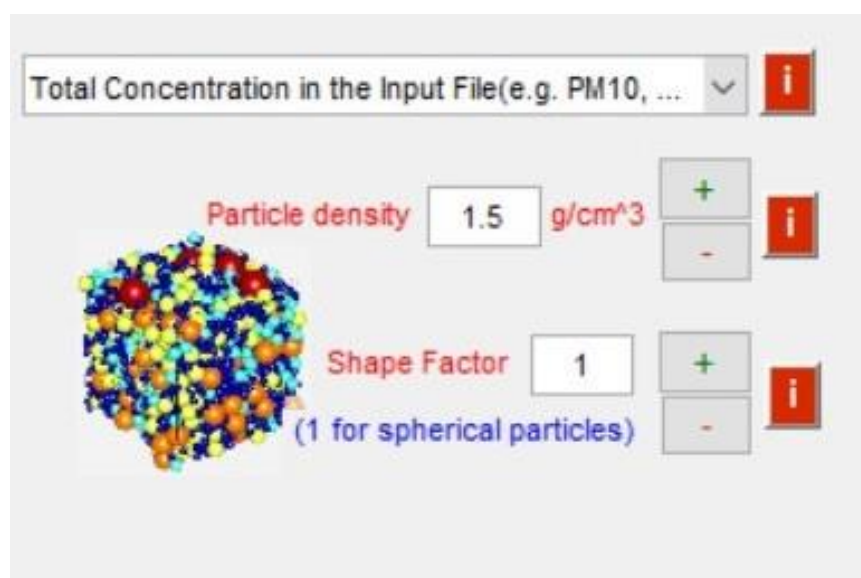 Total Concentration in the Input File(e.g. PM10, ...
i
Particle density 1.5 g/cm^3 + i
-
Shape Factor 1 + i
(1 for spherical particles) -